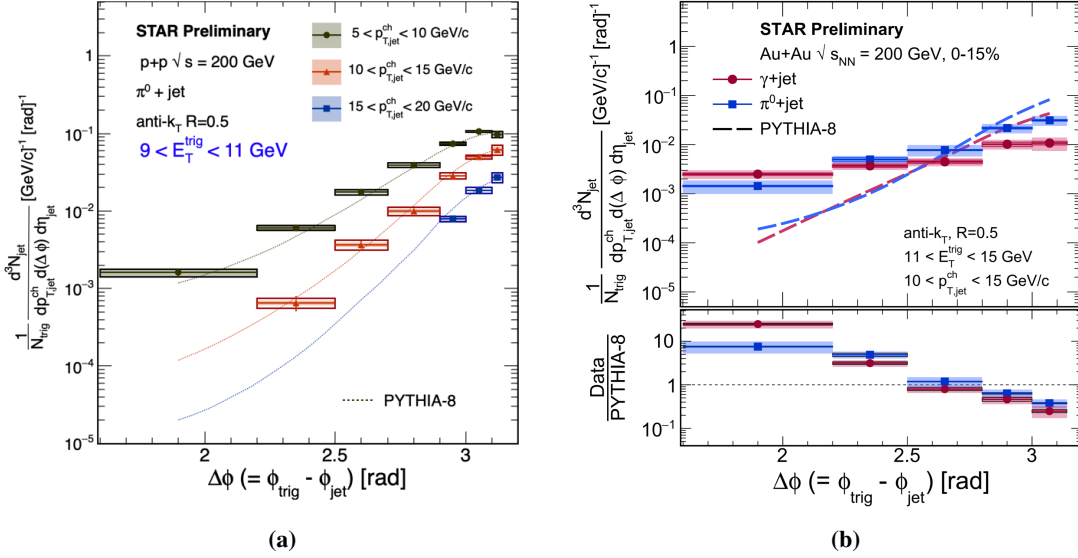 STAR Preliminary
p+p √s = 200 GeV
π⁰ + jet
anti-k_T R=0.5
9 < E_T^trig < 11 GeV
5 < p_T,jet^ch < 10 GeV/c
10 < p_T,jet^ch < 15 GeV/c
15 < p_T,jet^ch < 20 GeV/c
PYTHIA-8
1/N_trig d³N_jet/dp_T,jet^ch d(Δϕ) dη_jet [GeV/c]⁻¹ [rad]⁻¹
1
10⁻¹
10⁻²
10⁻³
10⁻⁴
10⁻⁵
2
2.5
3
Δϕ (= ϕ_trig - ϕ_jet) [rad]
(a)
STAR Preliminary
Au+Au √s_NN = 200 GeV, 0-15%
γ+jet
π⁰+jet
PYTHIA-8
anti-k_T, R=0.5
11 < E_T^trig < 15 GeV
10 < p_T,jet^ch < 15 GeV/c
1/N_trig d³N_jet/dp_T,jet^ch d(Δϕ) dη_jet [GeV/c]⁻¹ [rad]⁻¹
1
10⁻¹
10⁻²
10⁻³
10⁻⁴
10⁻⁵
Data/PYTHIA-8
10
1
10⁻¹
2
2.5
3
Δϕ (= ϕ_trig - ϕ_jet) [rad]
(b)